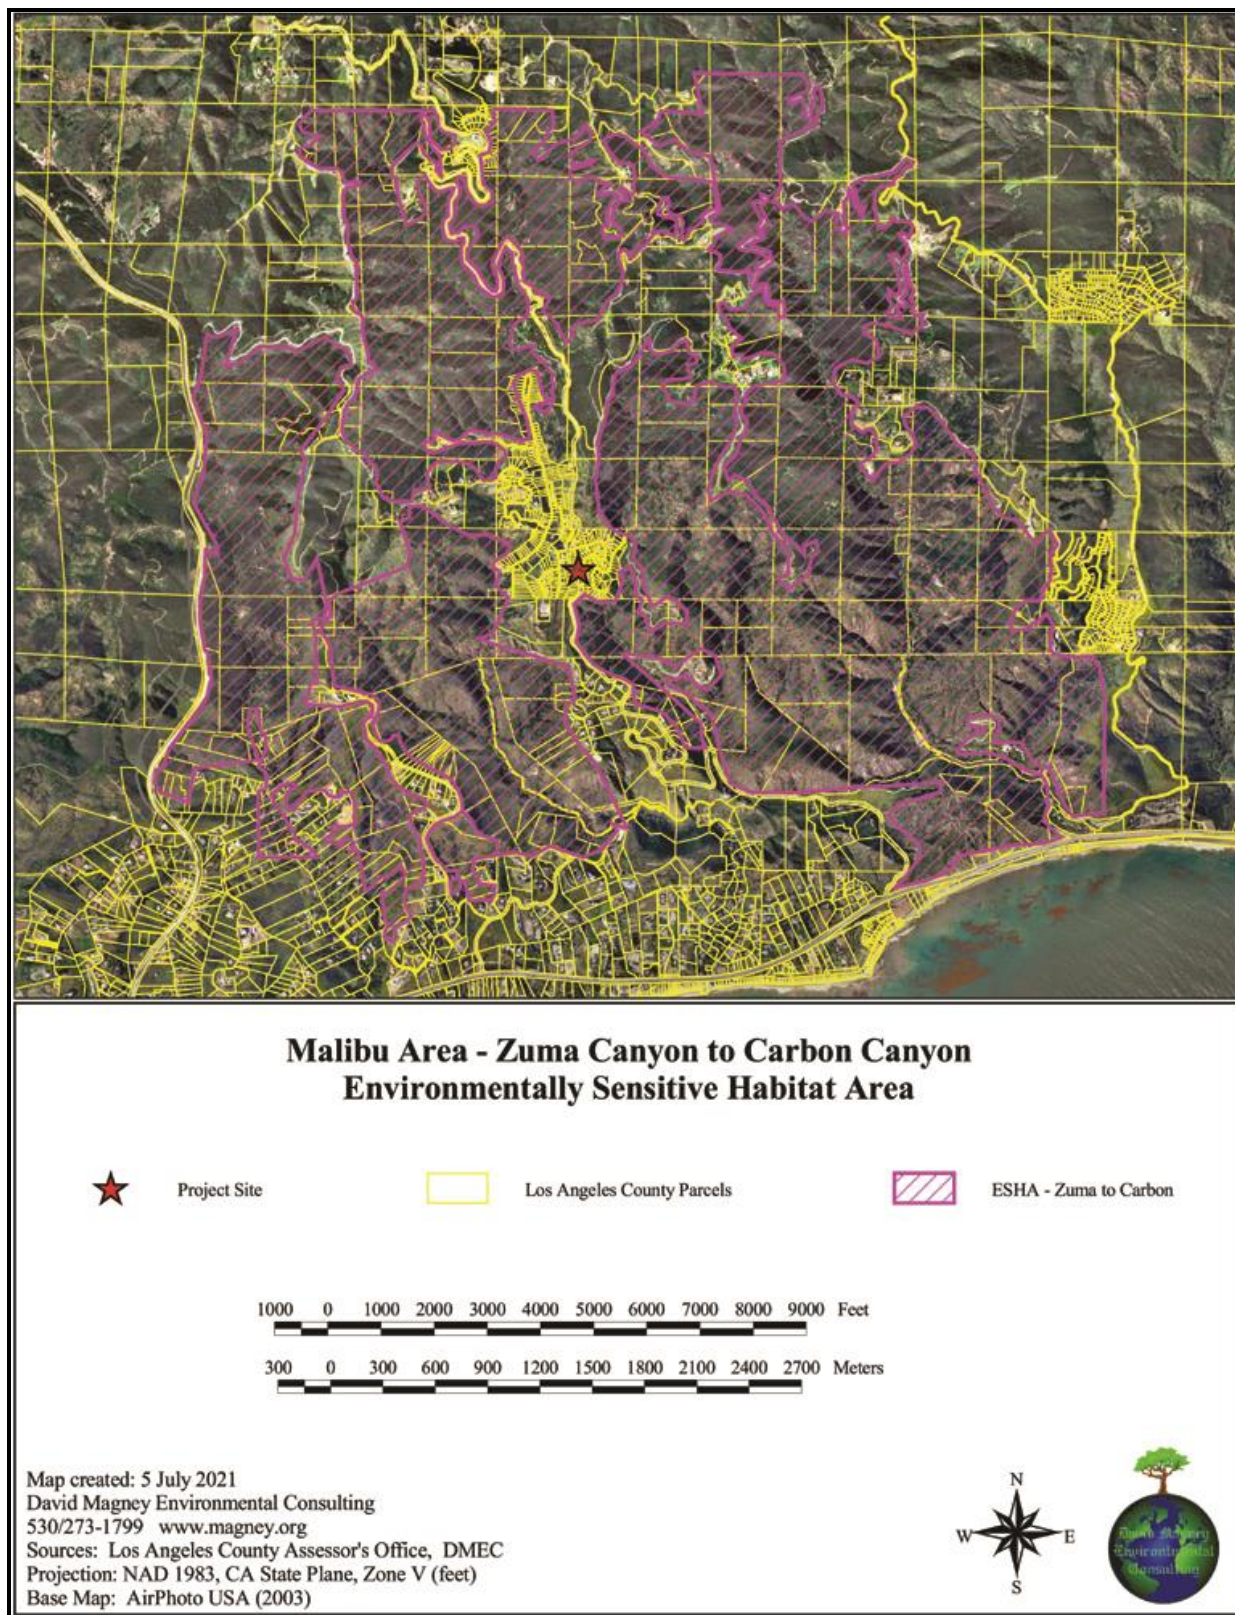 Malibu Area - Zuma Canyon to Carbon Canyon
Environmentally Sensitive Habitat Area
Project Site
Los Angeles County Parcels
ESHA - Zuma to Carbon
1000 0 1000 2000 3000 4000 5000 6000 7000 8000 9000 Feet
300 0 300 600 900 1200 1500 1800 2100 2400 2700 Meters
Map created: 5 July 2021
David Magney Environmental Consulting
530/273-1799 www.magney.org
Sources: Los Angeles County Assessor's Office, DMEC
Projection: NAD 1983, CA State Plane, Zone V (feet)
Base Map: AirPhoto USA (2003)
N
W E
S
David Magney
Environmental
Consulting